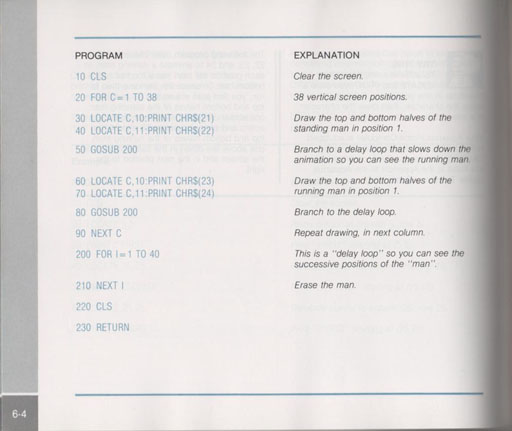 PROGRAM EXPLANATION
10 CLS Clear the screen.
20 FOR C=1 TO 38 38 vertical screen positions.
30 LOCATE C,10:PRINT CHR$(21) Draw the top and bottom halves of the
40 LOCATE C,11:PRINT CHR$(22) standing man in position 1.
50 GOSUB 200 Branch to a delay loop that slows down the
animation so you can see the running man.
60 LOCATE C,10:PRINT CHR$(23) Draw the top and bottom halves of the
70 LOCATE C,11:PRINT CHR$(24) running man in position 1.
80 GOSUB 200 Branch to the delay loop.
90 NEXT C Repeat drawing, in next column.
200 FOR I=1 TO 40 This is a "delay loop" so you can see the
successive positions of the "man".
210 NEXT I Erase the man.
220 CLS
230 RETURN
6-4